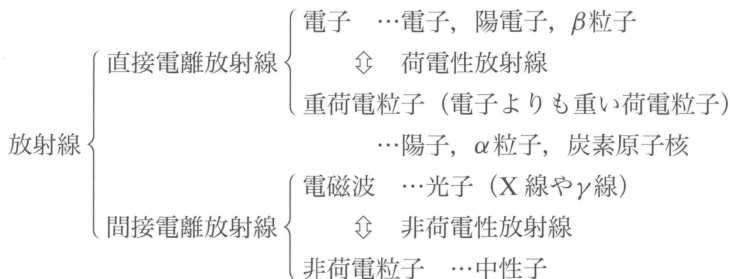 電子 …電子，陽電子，β粒子
直接電離放射線
⇕ 荷電性放射線
重荷電粒子（電子よりも重い荷電粒子）
…陽子，α粒子，炭素原子核
放射線
電磁波 …光子（X 線やγ線）
間接電離放射線
⇕ 非荷電性放射線
非荷電粒子 …中性子